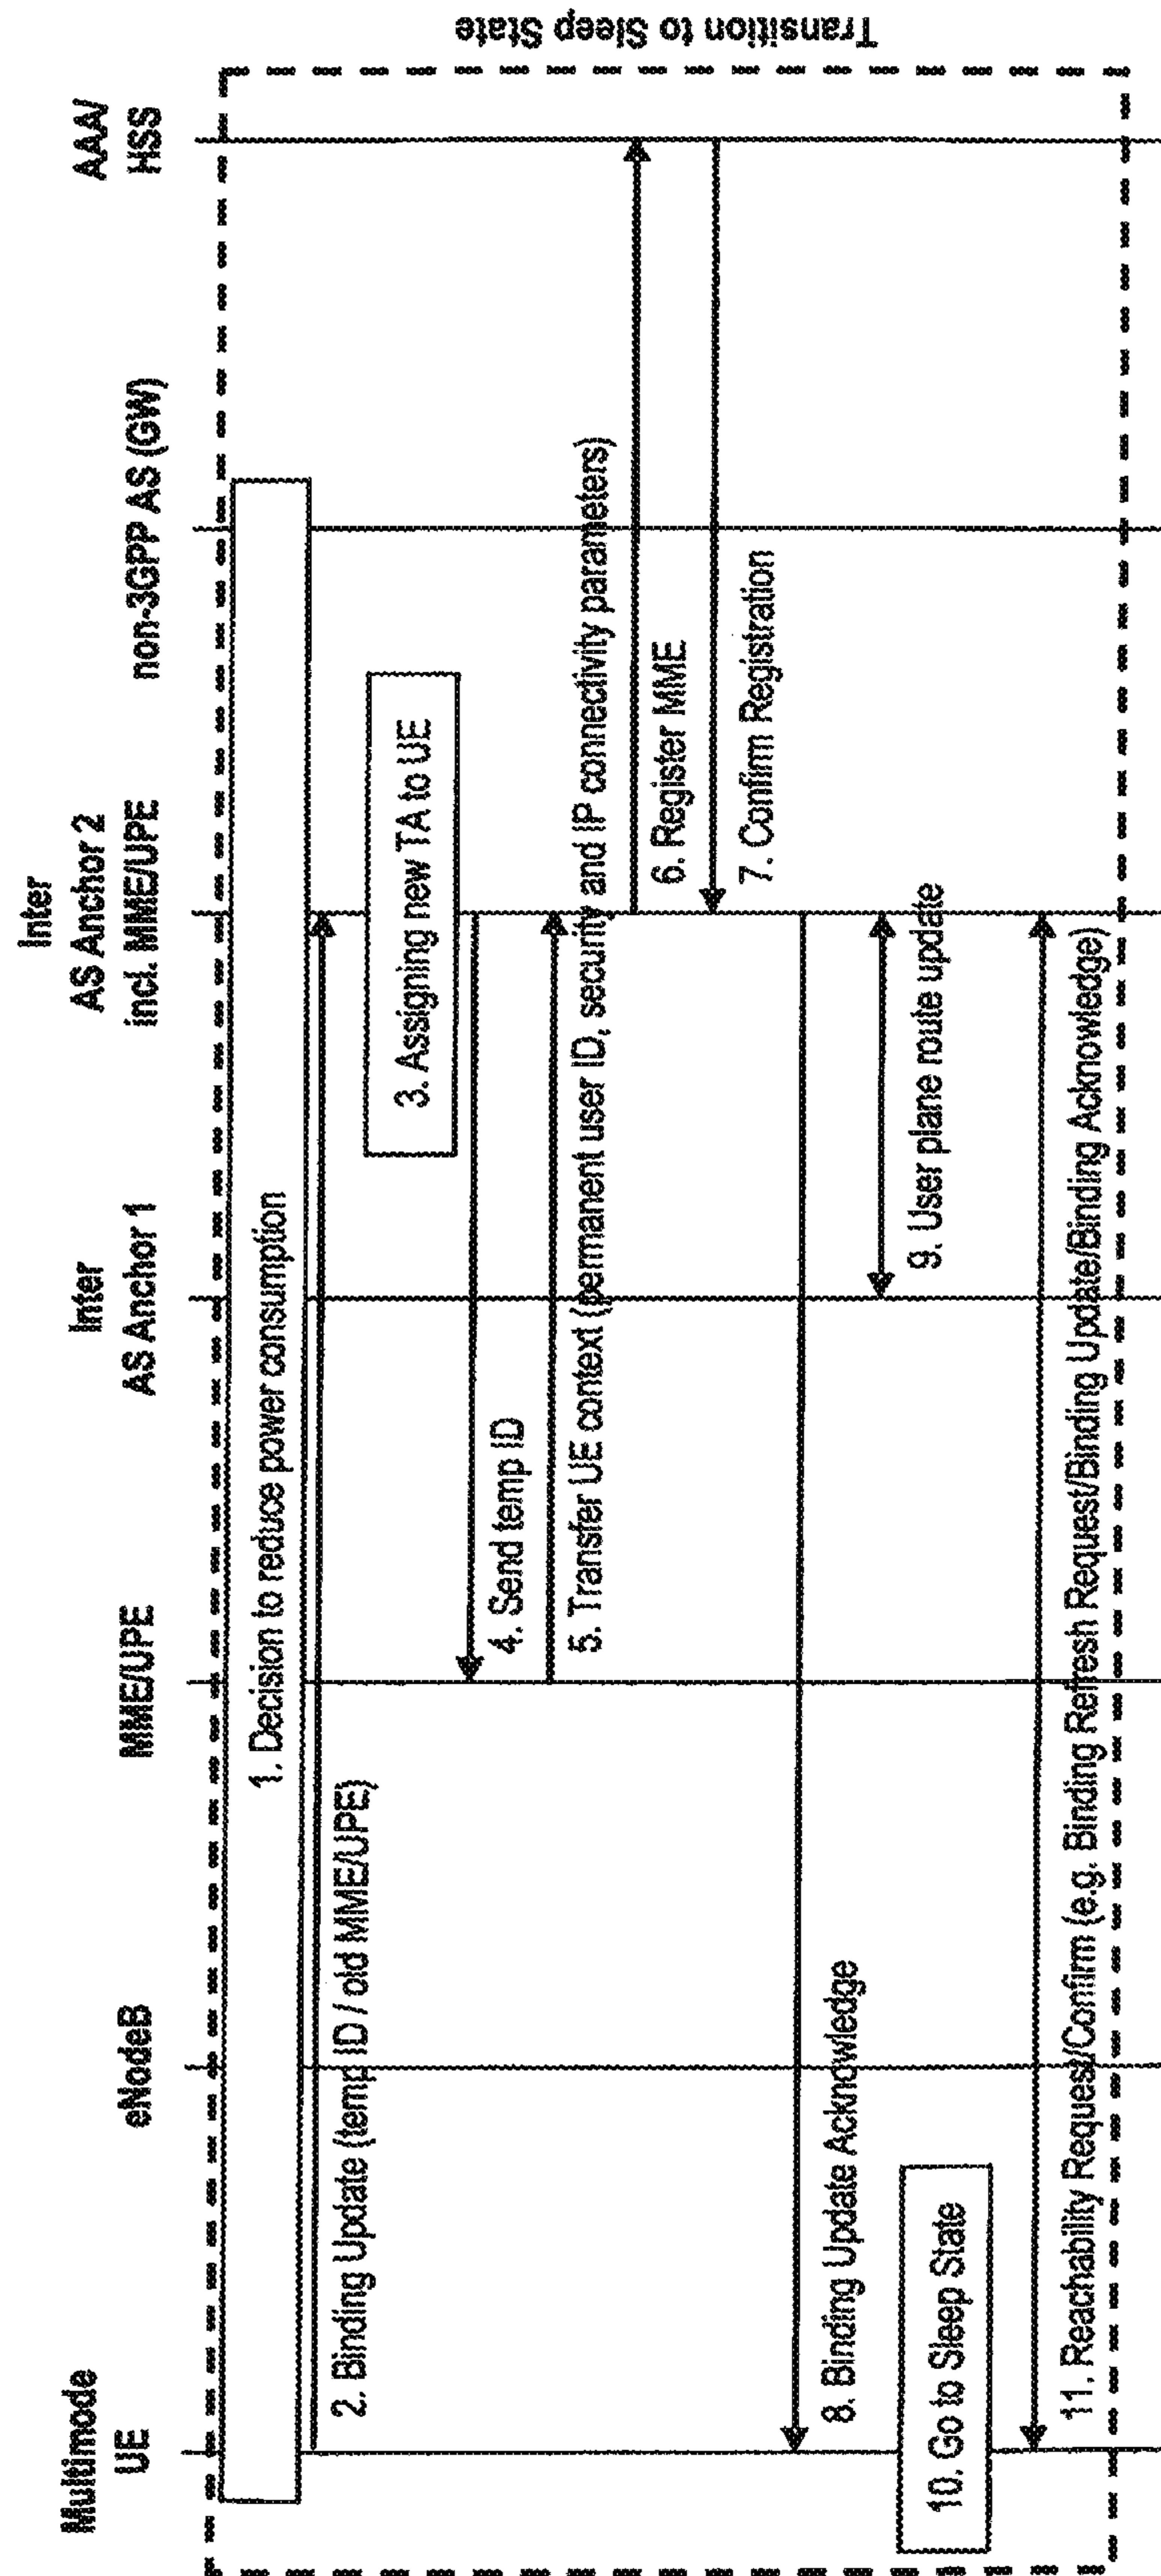 Multimode
UE
eNodeB
MME/UPE
Inter
AS Anchor 1
Inter
AS Anchor 2
incl. MME/UPE
non-3GPP AS (GW)
AAA/
HSS
1. Decision to reduce power consumption
2. Binding Update (temp ID / old MME/UPE)
3. Assigning new TA to UE
4. Send temp ID
5. Transfer UE context (permanent user ID, security and IP connectivity parameters)
6. Register MME
7. Confirm Registration
8. Binding Update Acknowledge
9. User plane route update
10. Go to Sleep State
11. Reachability Request/Confirm (e.g. Binding Refresh Request/Binding Update/Binding Acknowledge)
Transition to Sleep State